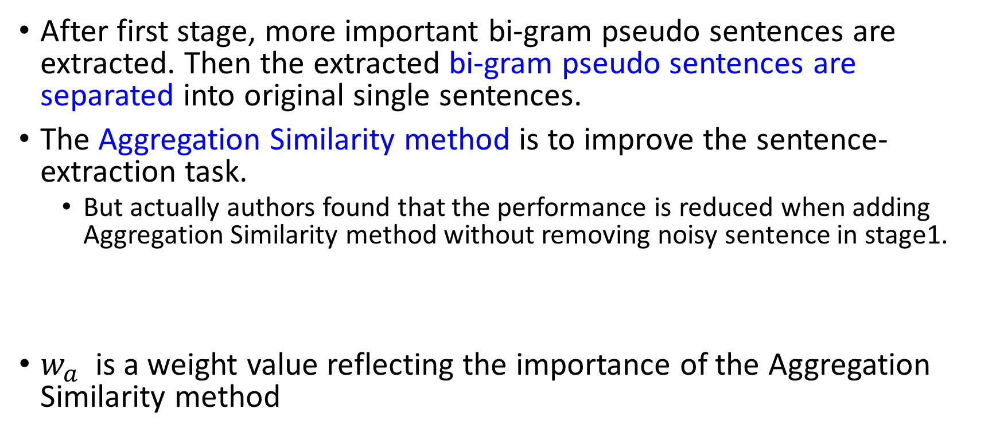 • After first stage, more important bi-gram pseudo sentences are
extracted. Then the extracted bi-gram pseudo sentences are
separated into original single sentences.
• The Aggregation Similarity method is to improve the sentence-
extraction task.
• But actually authors found that the performance is reduced when adding
Aggregation Similarity method without removing noisy sentence in stage1.
• wₐ is a weight value reflecting the importance of the Aggregation
Similarity method